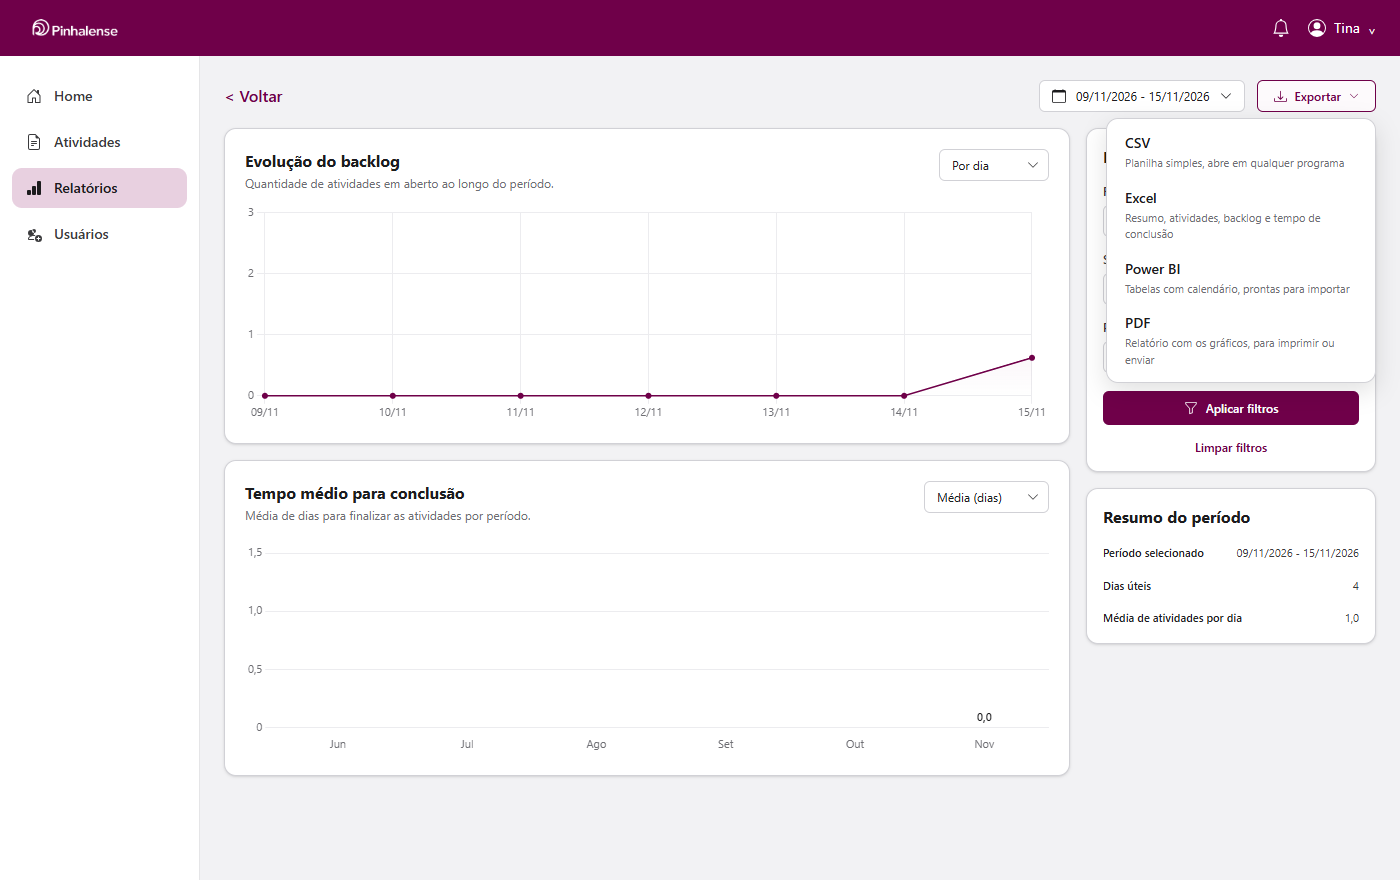 Pinhalense
Tina
Home
Atividades
Relatórios
Usuários
< Voltar
09/11/2026 - 15/11/2026
Exportar
CSV
Planilha simples, abre em qualquer programa
Excel
Resumo, atividades, backlog e tempo de
conclusão
Power BI
Tabelas com calendário, prontas para importar
PDF
Relatório com os gráficos, para imprimir ou
enviar
Evolução do backlog
Quantidade de atividades em aberto ao longo do período.
Por dia
3
2
1
0
09/11
10/11
11/11
12/11
13/11
14/11
15/11
Aplicar filtros
Limpar filtros
Tempo médio para conclusão
Média de dias para finalizar as atividades por período.
Média (dias)
1,5
1,0
0,5
0
0,0
Jun
Jul
Ago
Set
Out
Nov
Resumo do período
Período selecionado 09/11/2026 - 15/11/2026
Dias úteis 4
Média de atividades por dia 1,0